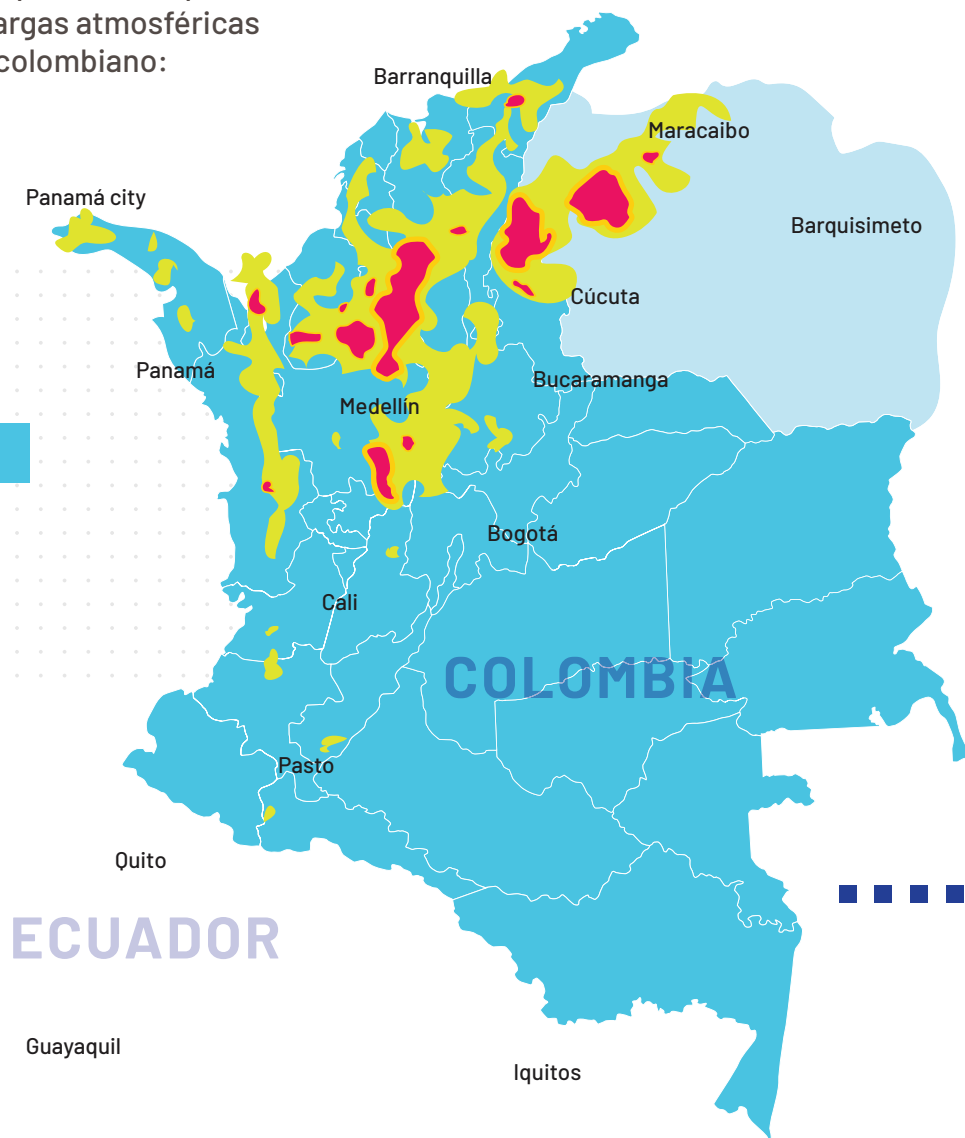 argas atmosféricas
colombiano:
Barranquilla
Maracaibo
Panamá city
Barquisimeto
Cúcuta
Panamá
Bucaramanga
Medellín
Bogotá
Cali
COLOMBIA
Pasto
Quito
ECUADOR
Guayaquil
Iquitos